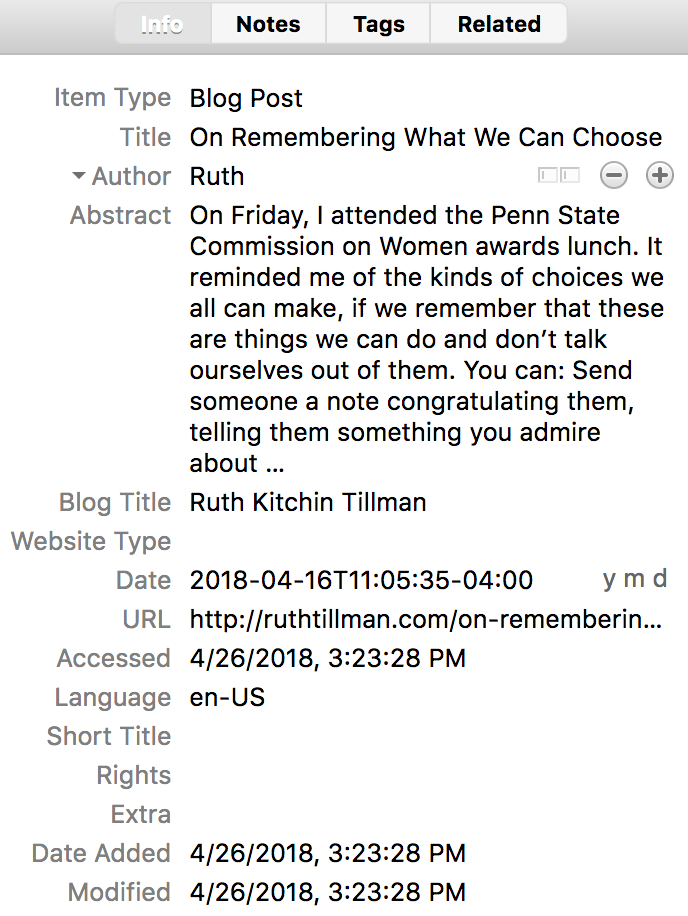 Info Notes Tags Related
Item Type Blog Post
Title On Remembering What We Can Choose
Author Ruth
Abstract On Friday, I attended the Penn State
Commission on Women awards lunch. It
reminded me of the kinds of choices we
all can make, if we remember that these
are things we can do and don’t talk
ourselves out of them. You can: Send
someone a note congratulating them,
telling them something you admire
about ...
Blog Title Ruth Kitchin Tillman
Website Type
Date 2018-04-16T11:05:35-04:00 y m d
URL http://ruthtillman.com/on-rememberin...
Accessed 4/26/2018, 3:23:28 PM
Language en-US
Short Title
Rights
Extra
Date Added 4/26/2018, 3:23:28 PM
Modified 4/26/2018, 3:23:28 PM